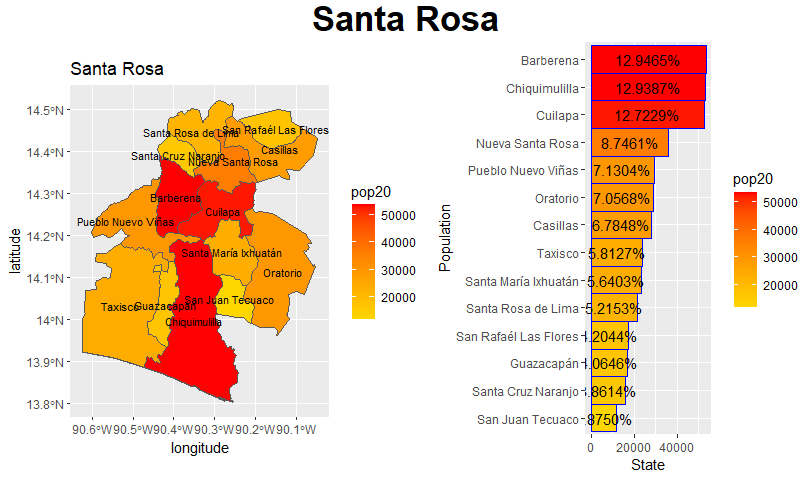 Santa Rosa
Santa Rosa
14.5°N
14.4°N
14.3°N
14.2°N
14.1°N
14°N
13.9°N
13.8°N
latitude
90.6°W
90.5°W
90.4°W
90.3°W
90.2°W
90.1°W
longitude
Santa Rosa de Lima
San Rafaél Las Flores
Casillas
Santa Cruz Naranjo
Nueva Santa Rosa
Barberena
Cuilapa
Pueblo Nuevo Viñas
Santa María Ixhuatán
Oratorio
San Juan Tecuaco
Taxisco
Guazacapán
Chiquimulilla
pop20
50000
40000
30000
20000
Population
Barberena 12.9465%
Chiquimulilla 12.9387%
Cuilapa 12.7229%
Nueva Santa Rosa 8.7461%
Pueblo Nuevo Viñas 7.1304%
Oratorio 7.0568%
Casillas 6.7848%
Taxisco 5.8127%
Santa María Ixhuatán 5.6403%
Santa Rosa de Lima 5.2153%
San Rafaél Las Flores .2044%
Guazacapán .0646%
Santa Cruz Naranjo .8614%
San Juan Tecuaco .8750%
0
20000
40000
State
pop20
50000
40000
30000
20000